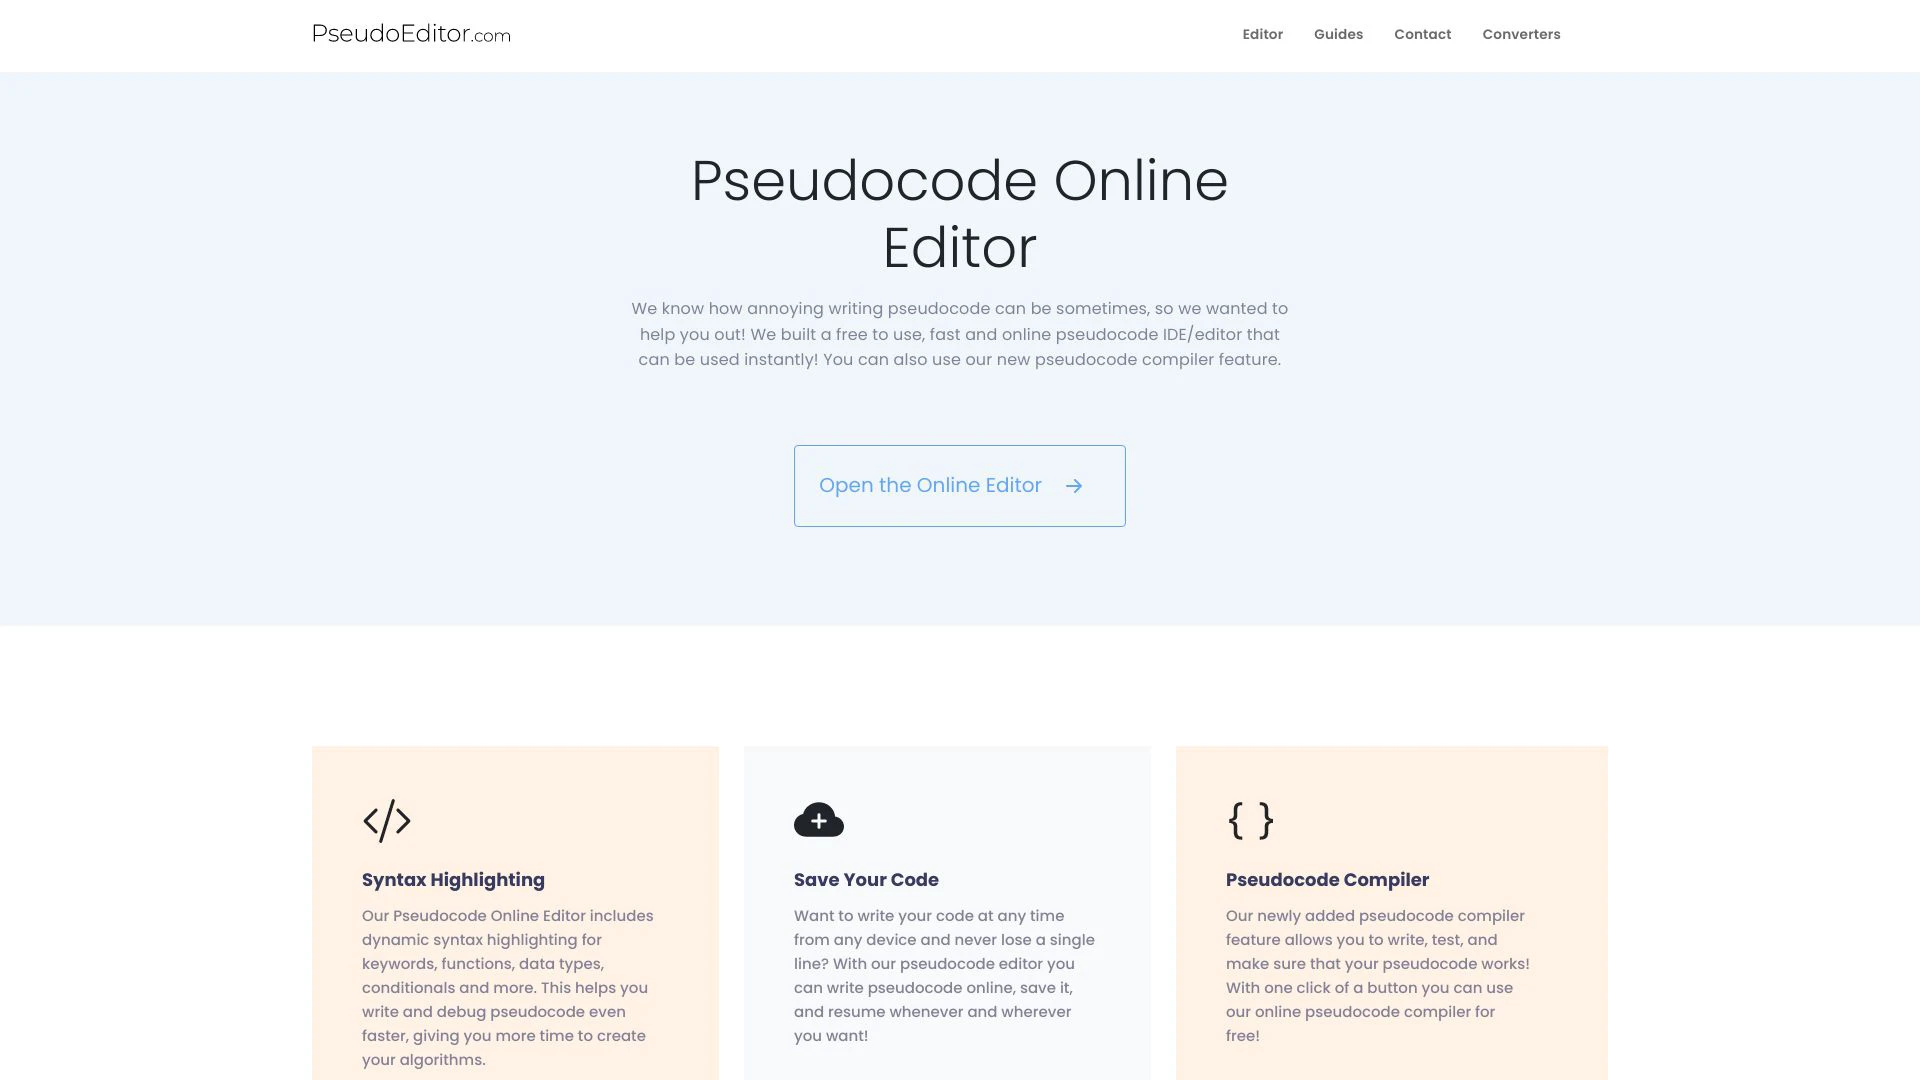 PseudoEditor.com
Editor Guides Contact Converters
Pseudocode Online
Editor
We know how annoying writing pseudocode can be sometimes, so we wanted to
help you out! We built a free to use, fast and online pseudocode IDE/editor that
can be used instantly! You can also use our new pseudocode compiler feature.
Open the Online Editor
Syntax Highlighting
Our Pseudocode Online Editor includes
dynamic syntax highlighting for
keywords, functions, data types,
conditionals and more. This helps you
write and debug pseudocode even
faster, giving you more time to create
your algorithms.
Save Your Code
Want to write your code at any time
from any device and never lose a single
line? With our pseudocode editor you
can write pseudocode online, save it,
and resume whenever and wherever
you want!
Pseudocode Compiler
Our newly added pseudocode compiler
feature allows you to write, test, and
make sure that your pseudocode works!
With one click of a button you can use
our online pseudocode compiler for
free!